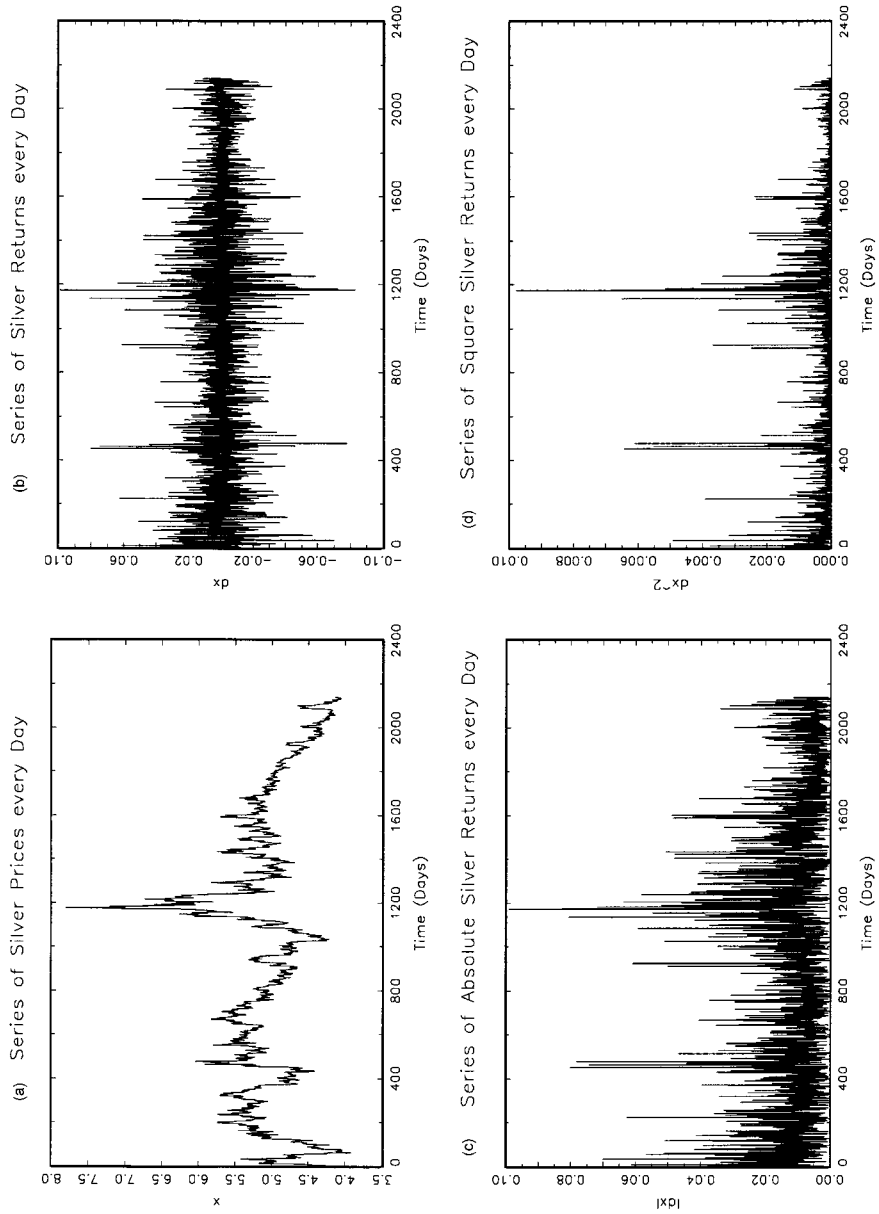 (a) Series of Silver Prices every Day
x
8.0
7.5
7.0
6.5
6.0
5.5
5.0
4.5
4.0
3.5
0 400 800 1200 1600 2000 2400
Time (Days)
(b) Series of Silver Returns every Day
dx
0.10
0.06
0.02
-0.02
-0.06
-0.10
0 400 800 1200 1600 2000 2400
Time (Days)
(c) Series of Absolute Silver Returns every Day
|dx|
0.10
0.08
0.06
0.04
0.02
0.00
0 400 800 1200 1600 2000 2400
Time (Days)
(d) Series of Square Silver Returns every Day
dx^2
0.010
0.008
0.006
0.004
0.002
0.000
0 400 800 1200 1600 2000 2400
Time (Days)